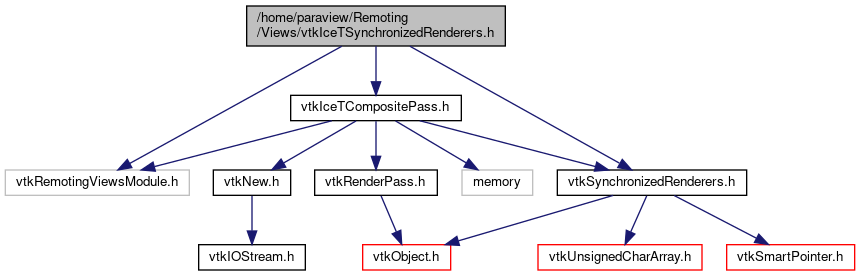 /home/paraview/Remoting
/Views/vtkIceTSynchronizedRenderers.h
vtkIceTCompositePass.h
vtkRemotingViewsModule.h
vtkNew.h
vtkRenderPass.h
memory
vtkSynchronizedRenderers.h
vtkIOStream.h
vtkObject.h
vtkUnsignedCharArray.h
vtkSmartPointer.h